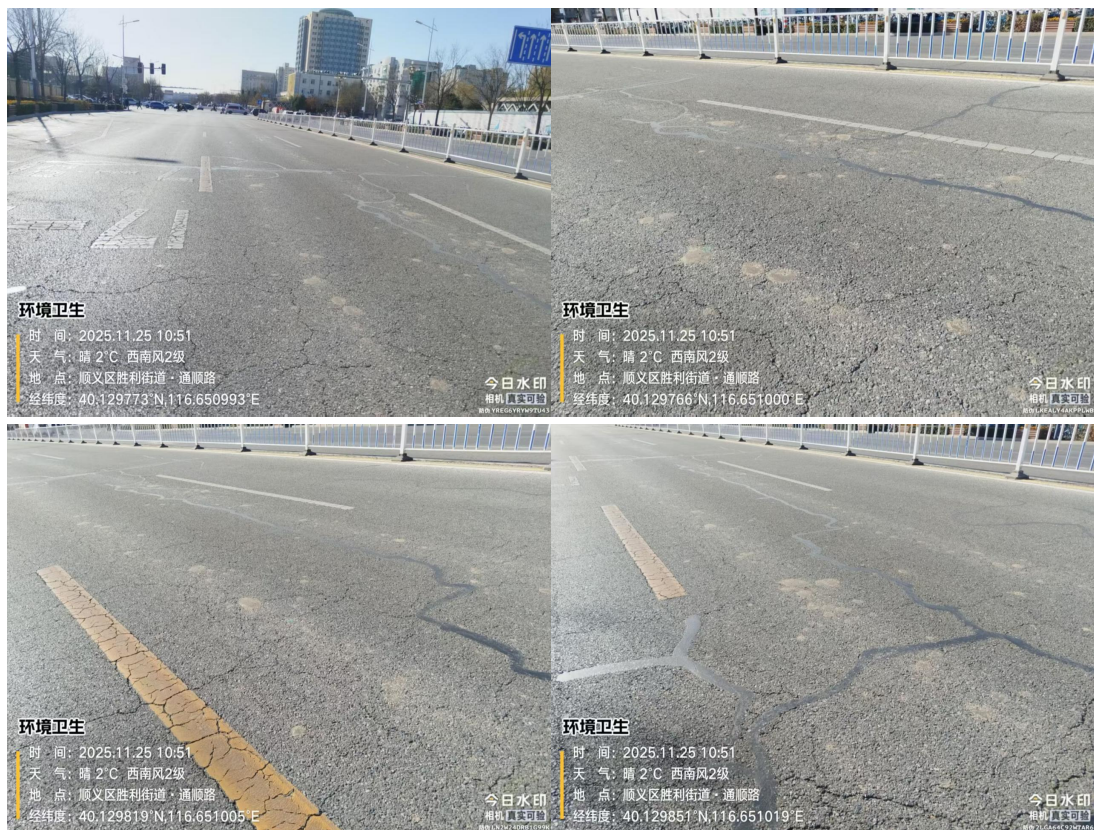 环境卫生
时 间：2025.11.25 10:51
天 气：晴 2°C 西南风2级
地 点：顺义区胜利街道·通顺路
经纬度：40.129773°N,116.650993°E
今日水印
相机 真实可验
防伪 YREG6YRYW9TU43
环境卫生
时 间：2025.11.25 10:51
天 气：晴 2°C 西南风2级
地 点：顺义区胜利街道·通顺路
经纬度：40.129766°N,116.651000°E
今日水印
相机 真实可验
环境卫生
时 间：2025.11.25 10:51
天 气：晴 2°C 西南风2级
地 点：顺义区胜利街道·通顺路
经纬度：40.129819°N,116.651005°E
今日水印
相机 真实可验
环境卫生
时 间：2025.11.25 10:51
天 气：晴 2°C 西南风2级
地 点：顺义区胜利街道·通顺路
经纬度：40.129851°N,116.651019°E
今日水印
相机 真实可验